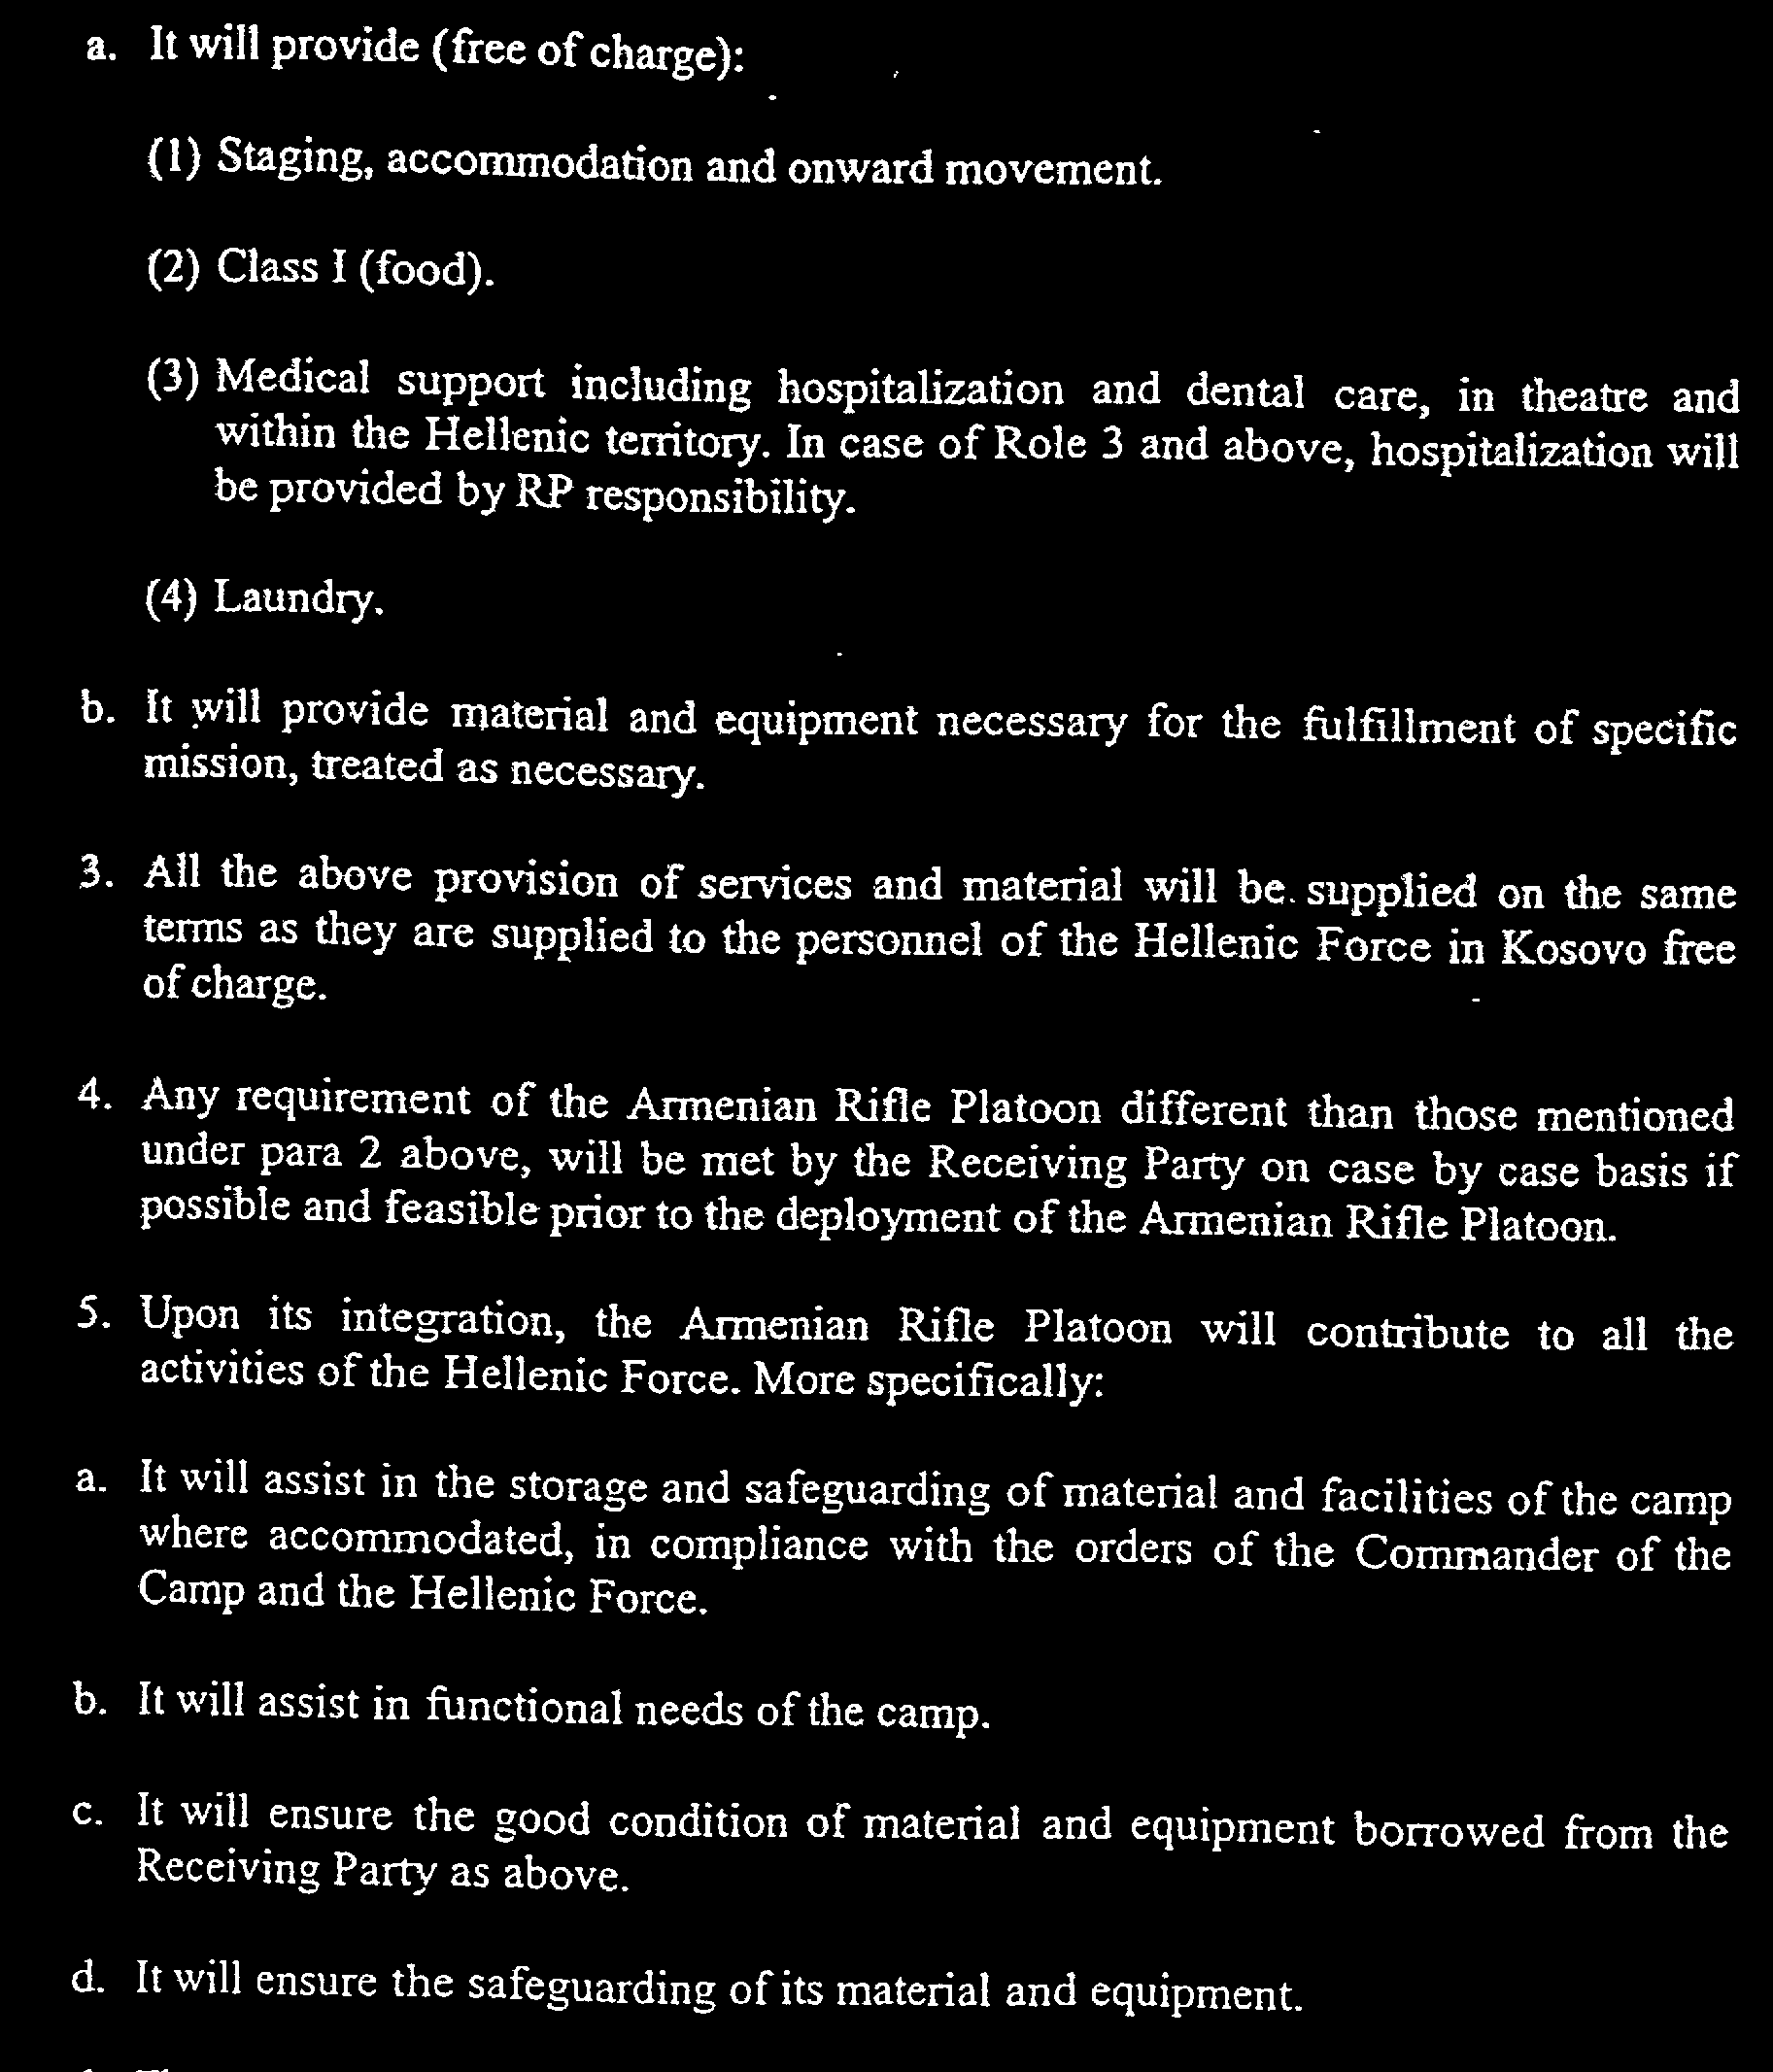 a. It will provide (free of charge):
(1) Staging, accommodation and onward movement.
(2) Class I (food).
(3) Medical support including hospitalization and dental care, in theatre and
within the Hellenic territory. In case of Role 3 and above, hospitalization will
be provided by RP responsibility.
(4) Laundry.
b. It will provide material and equipment necessary for the fulfillment of specific
mission, treated as necessary.
3. All the above provision of services and material will be. supplied on the same
terms as they are supplied to the personnel of the Hellenic Force in Kosovo free
of charge.
4. Any requirement of the Armenian Rifle Platoon different than those mentioned
under para 2 above, will be met by the Receiving Party on case by case basis if
possible and feasible prior to the deployment of the Armenian Rifle Platoon.
5. Upon its integration, the Armenian Rifle Platoon will contribute to all the
activities of the Hellenic Force. More specifically:
a. It will assist in the storage and safeguarding of material and facilities of the camp
where accommodated, in compliance with the orders of the Commander of the
Camp and the Hellenic Force.
b. It will assist in functional needs of the camp.
c. It will ensure the good condition of material and equipment borrowed from the
Receiving Party as above.
d. It will ensure the safeguarding of its material and equipment.